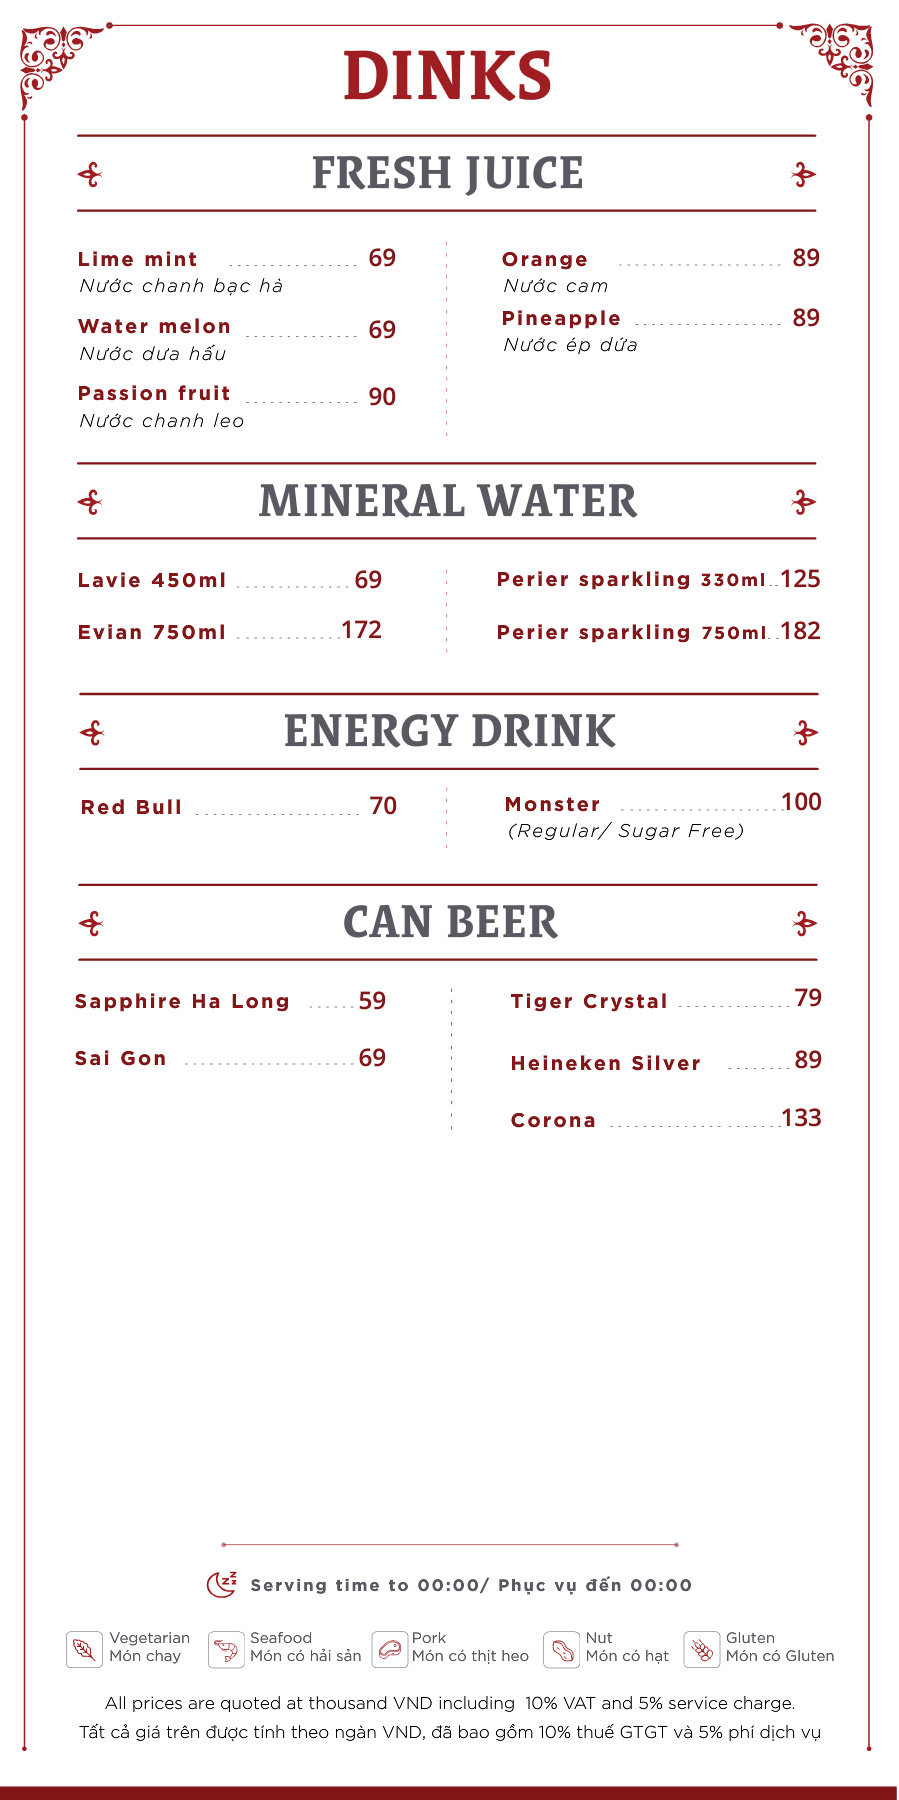 DINKS
FRESH JUICE
Lime mint 69
Nước chanh bạc hà
Water melon 69
Nước dưa hấu
Passion fruit 90
Nước chanh leo
Orange 89
Nước cam
Pineapple 89
Nước ép dứa
MINERAL WATER
Lavie 450ml 69
Evian 750ml 172
Perier sparkling 330ml 125
Perier sparkling 750ml 182
ENERGY DRINK
Red Bull 70
Monster 100
(Regular/ Sugar Free)
CAN BEER
Sapphire Ha Long 59
Sai Gon 69
Tiger Crystal 79
Heineken Silver 89
Corona 133
Serving time to 00:00/ Phục vụ đến 00:00
Vegetarian
Món chay
Seafood
Món có hải sản
Pork
Món có thịt heo
Nut
Món có hạt
Gluten
Món có Gluten
All prices are quoted at thousand VND including 10% VAT and 5% service charge.
Tất cả giá trên được tính theo ngàn VND, đã bao gồm 10% thuế GTGT và 5% phí dịch vụ